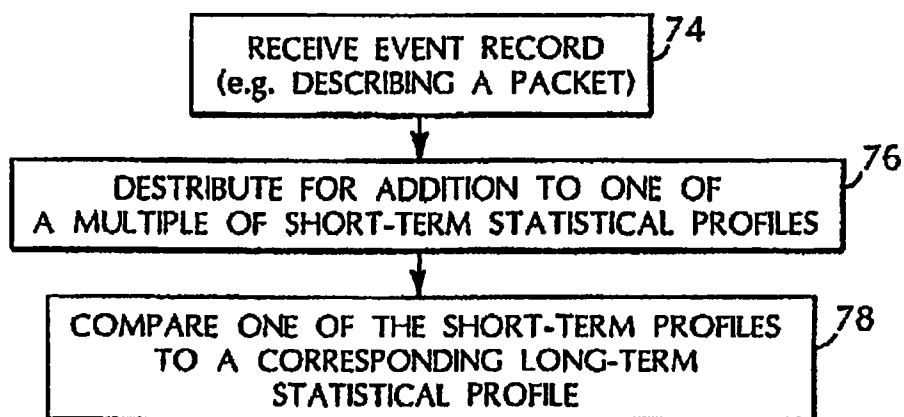 RECEIVE EVENT RECORD
(e.g. DESCRIBING A PACKET)
74
DESTRIBUTE FOR ADDITION TO ONE OF
A MULTIPLE OF SHORT-TERM STATISTICAL PROFILES
76
COMPARE ONE OF THE SHORT-TERM PROFILES
TO A CORRESPONDING LONG-TERM
STATISTICAL PROFILE
78